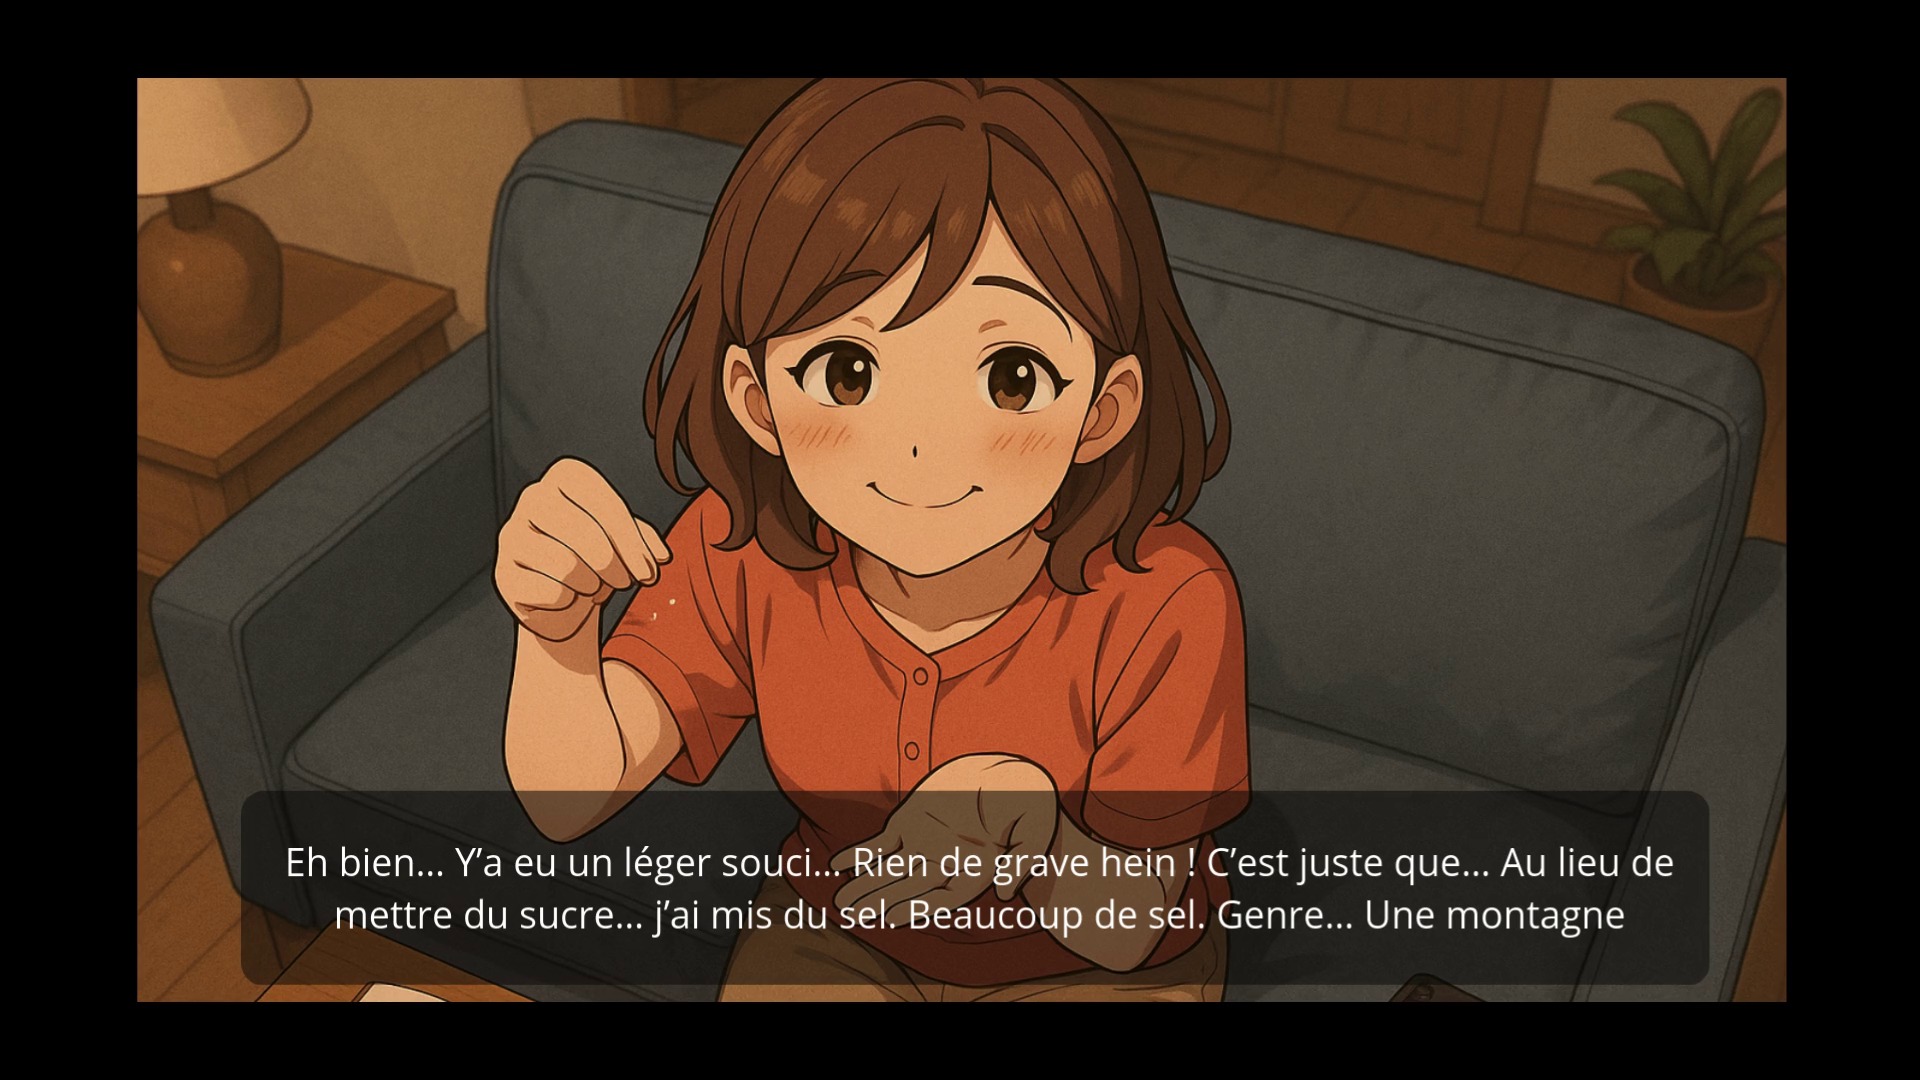 Eh bien... Y’a eu un léger souci... Rien de grave hein ! C’est juste que... Au lieu de
mettre du sucre... j’ai mis du sel. Beaucoup de sel. Genre... Une montagne